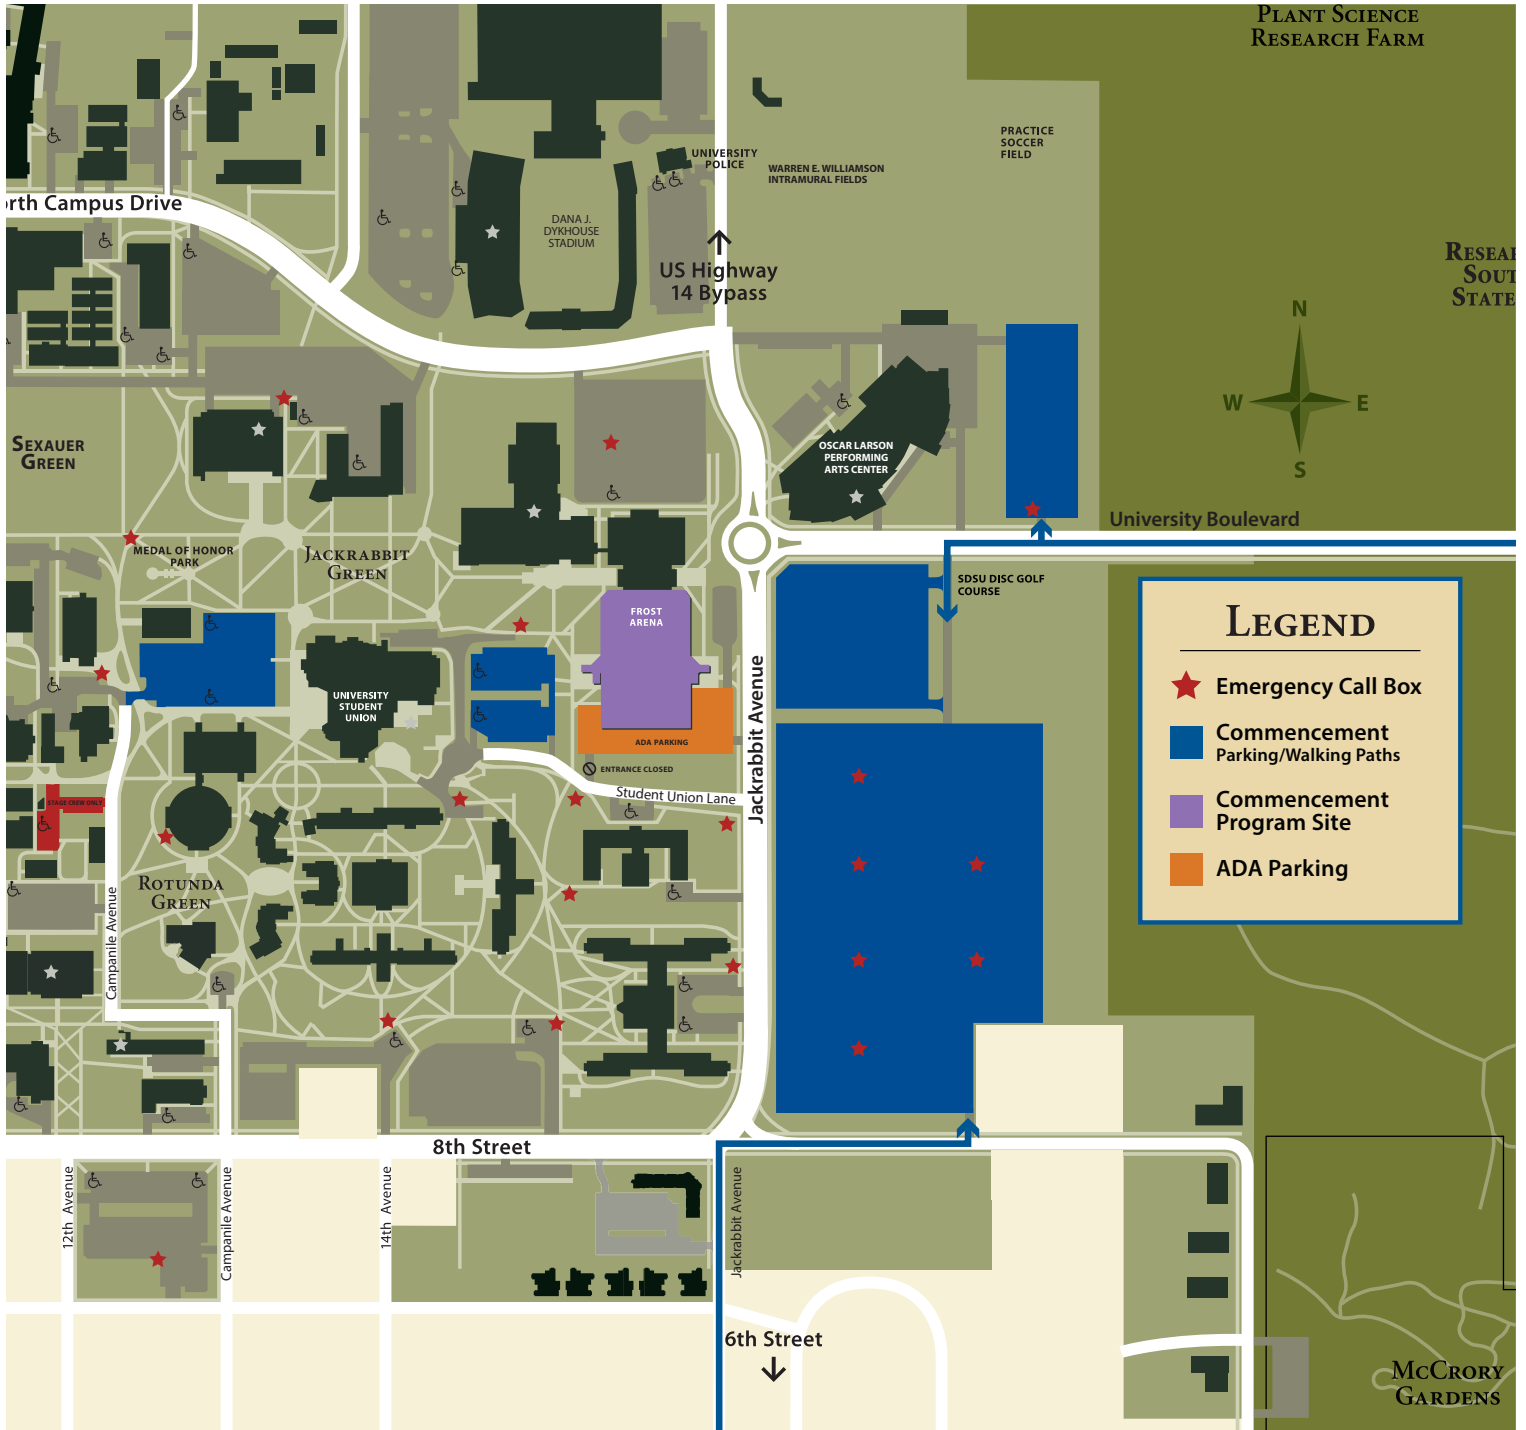 PLANT SCIENCE
RESEARCH FARM
PRACTICE
SOCCER
FIELD
UNIVERSITY
POLICE
WARREN E. WILLIAMSON
INTRAMURAL FIELDS
orth Campus Drive
DANA J.
DYKHOUSE
STADIUM
US Highway
14 Bypass
RESEAR
SOUT
STATE
N
W
E
S
SEXAUER
GREEN
OSCAR LARSON
PERFORMING
ARTS CENTER
University Boulevard
MEDAL OF HONOR
PARK
JACKRABBIT
GREEN
SDSU DISC GOLF
COURSE
FROST
ARENA
LEGEND
Emergency Call Box
Commencement
Parking/Walking Paths
Commencement
Program Site
ADA Parking
UNIVERSITY
STUDENT
UNION
Jackrabbit Avenue
ADA PARKING
ENTRANCE CLOSED
Student Union Lane
STAGE CREW ONLY
ROTUNDA
GREEN
Campanile Avenue
8th Street
12th Avenue
Campanile Avenue
14th Avenue
Jackrabbit Avenue
6th Street
MCCRORY
GARDENS